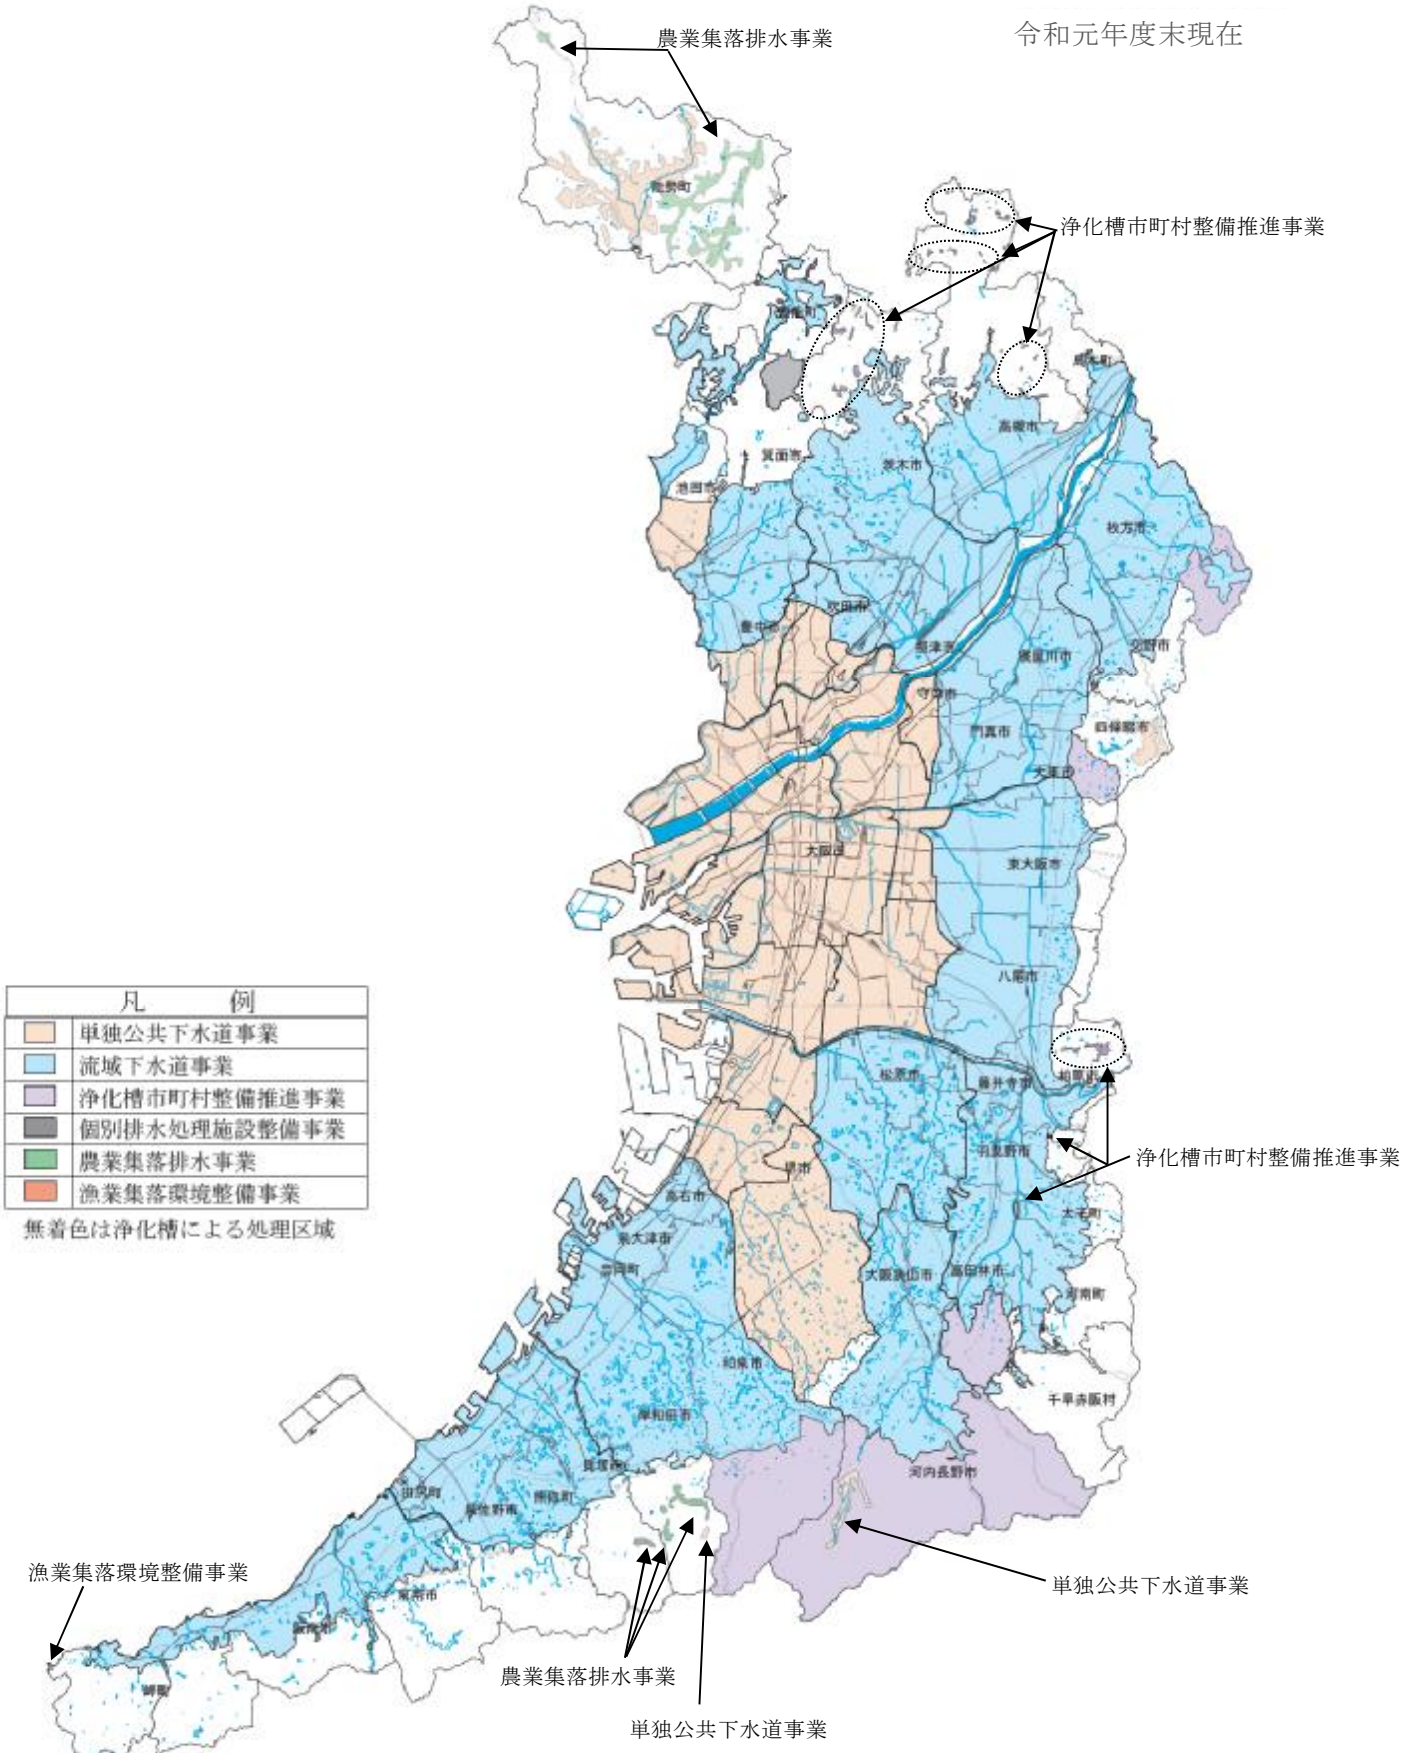 令和元年度末現在
農業集落排水事業
能勢町
浄化槽市町村整備推進事業
豊能町
島本町
高槻市
箕面市
茨木市
池田市
枚方市
吹田市
豊中市
摂津市
寝屋川市
交野市
守口市
門真市
四條畷市
大東市
大阪市
東大阪市
八尾市
凡 例
単独公共下水道事業
流域下水道事業
浄化槽市町村整備推進事業
個別排水処理施設整備事業
農業集落排水事業
漁業集落環境整備事業
無着色は浄化槽による処理区域
松原市
藤井寺市
柏原市
羽曳野市
浄化槽市町村整備推進事業
堺市
高石市
太子町
泉大津市
忠岡町
大阪狭山市
富田林市
河南町
和泉市
千早赤阪村
岸和田市
貝塚市
河内長野市
田尻町
泉佐野市
熊取町
漁業集落環境整備事業
単独公共下水道事業
泉南市
阪南市
農業集落排水事業
岬町
単独公共下水道事業